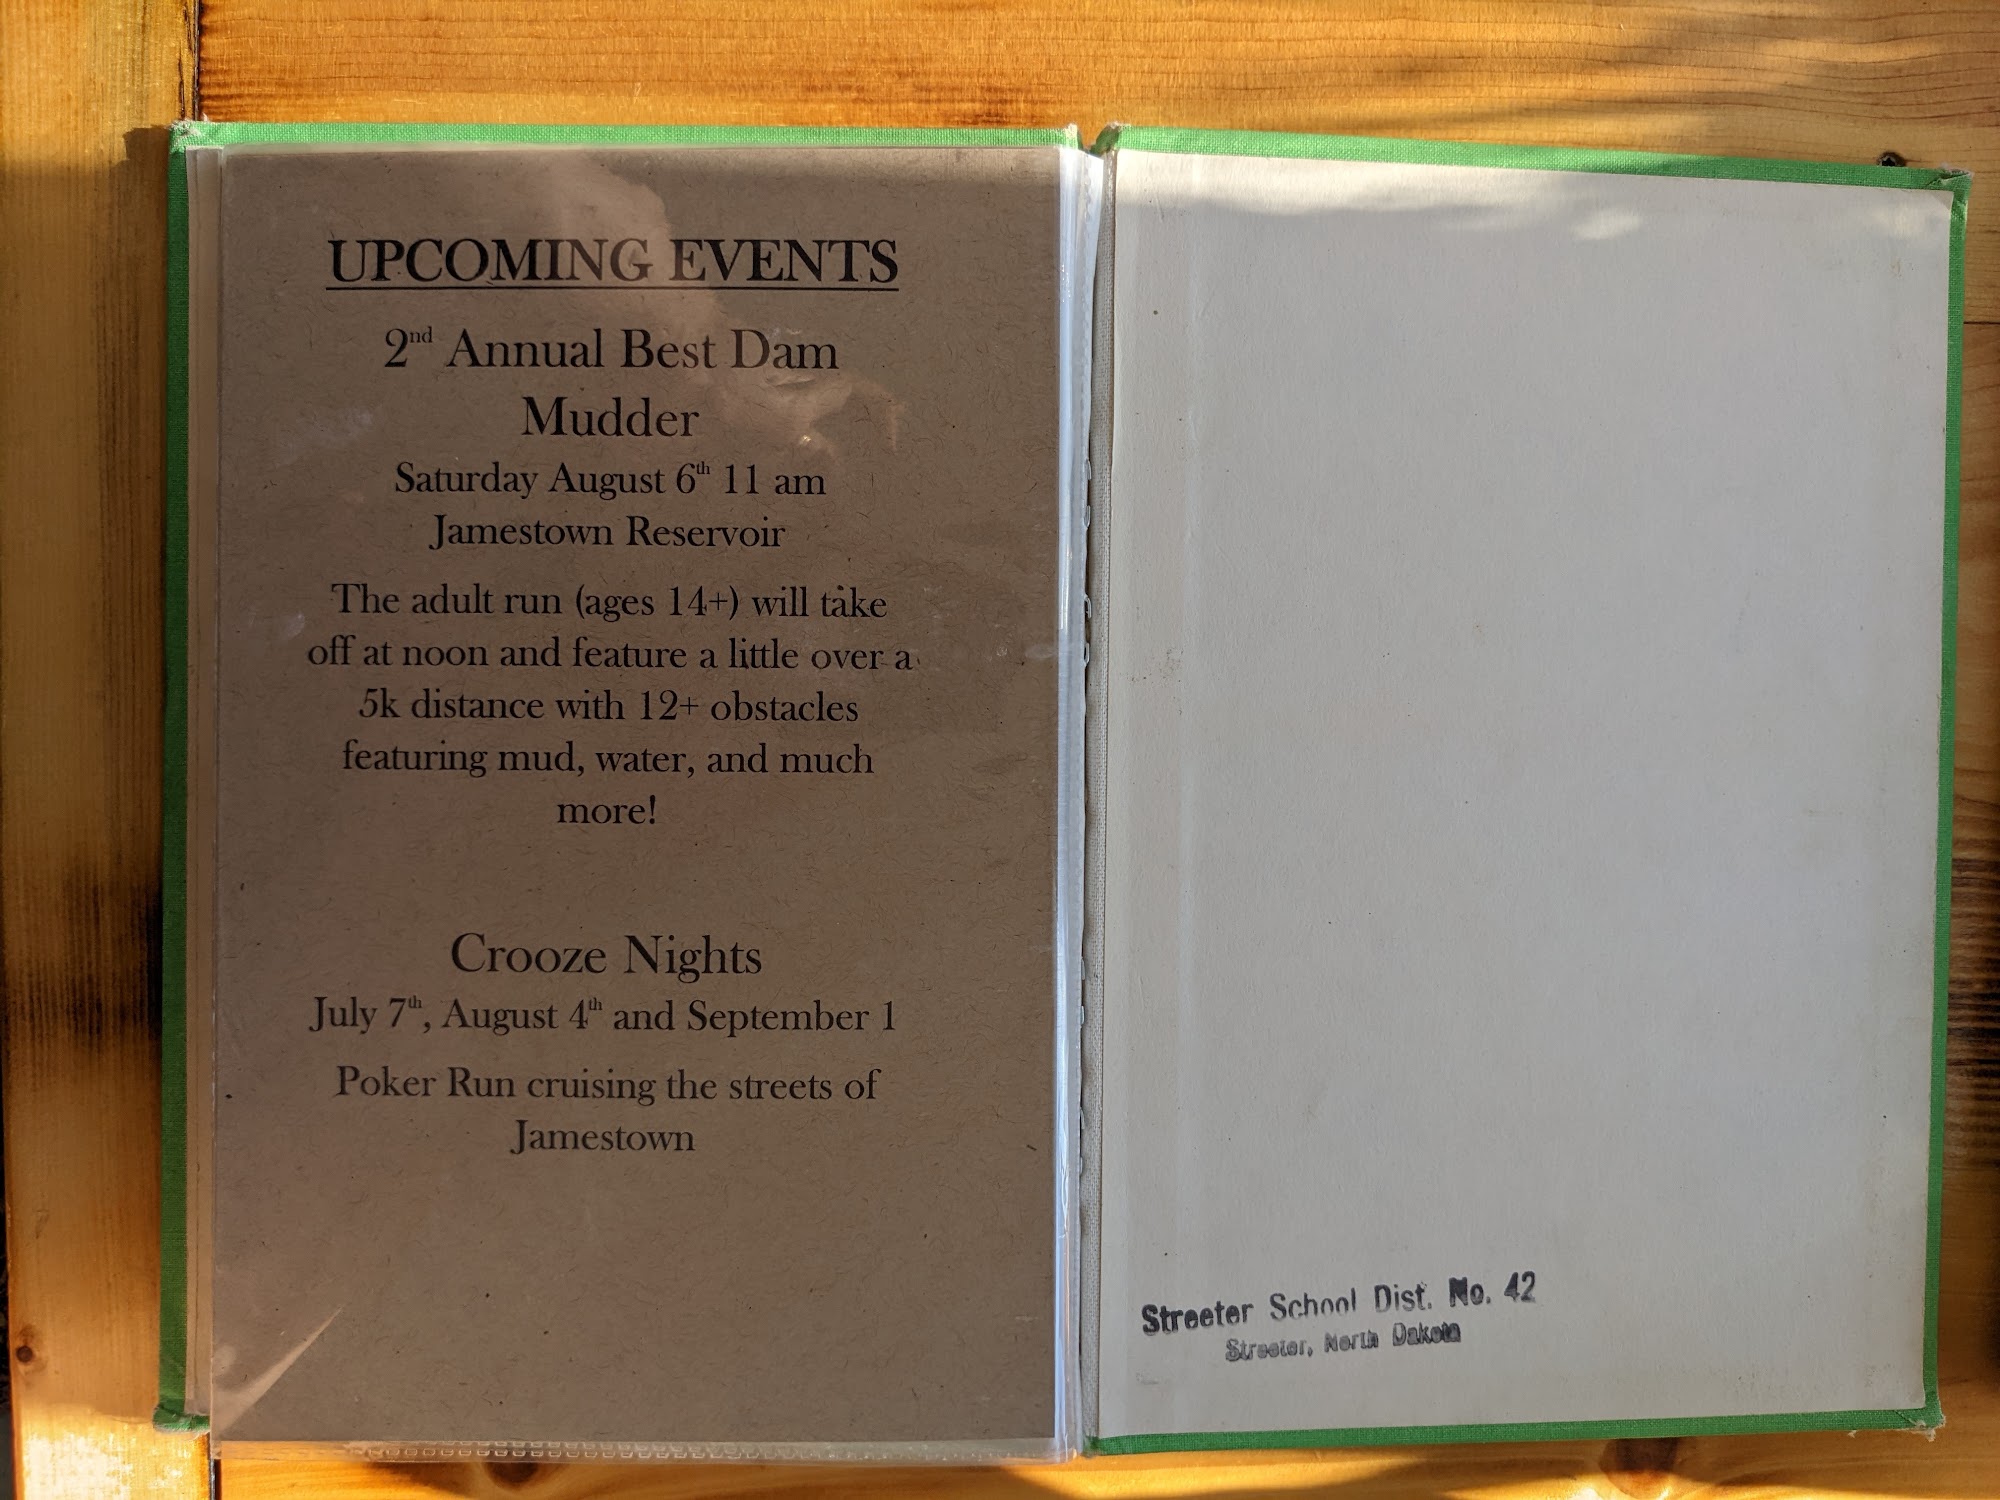 UPCOMING EVENTS
2nd Annual Best Dam
Mudder
Saturday August 6th 11 am
Jamestown Reservoir
The adult run (ages 14+) will take
off at noon and feature a little over a
5k distance with 12+ obstacles
featuring mud, water, and much
more!
Crooze Nights
July 7th, August 4th and September 1
Poker Run cruising the streets of
Jamestown
Streeter School Dist. No. 42
Streeter, North Dakota